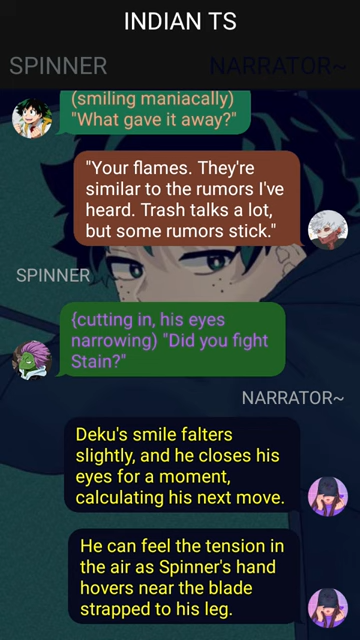 INDIAN TS
SPINNER
NARRATOR~
(smiling maniacally)
"What gave it away?"
"Your flames. They're
similar to the rumors I've
heard. Trash talks a lot,
but some rumors stick."
SPINNER
{cutting in, his eyes
narrowing) "Did you fight
Stain?"
NARRATOR~
Deku's smile falters
slightly, and he closes his
eyes for a moment,
calculating his next move.
He can feel the tension in
the air as Spinner's hand
hovers near the blade
strapped to his leg.